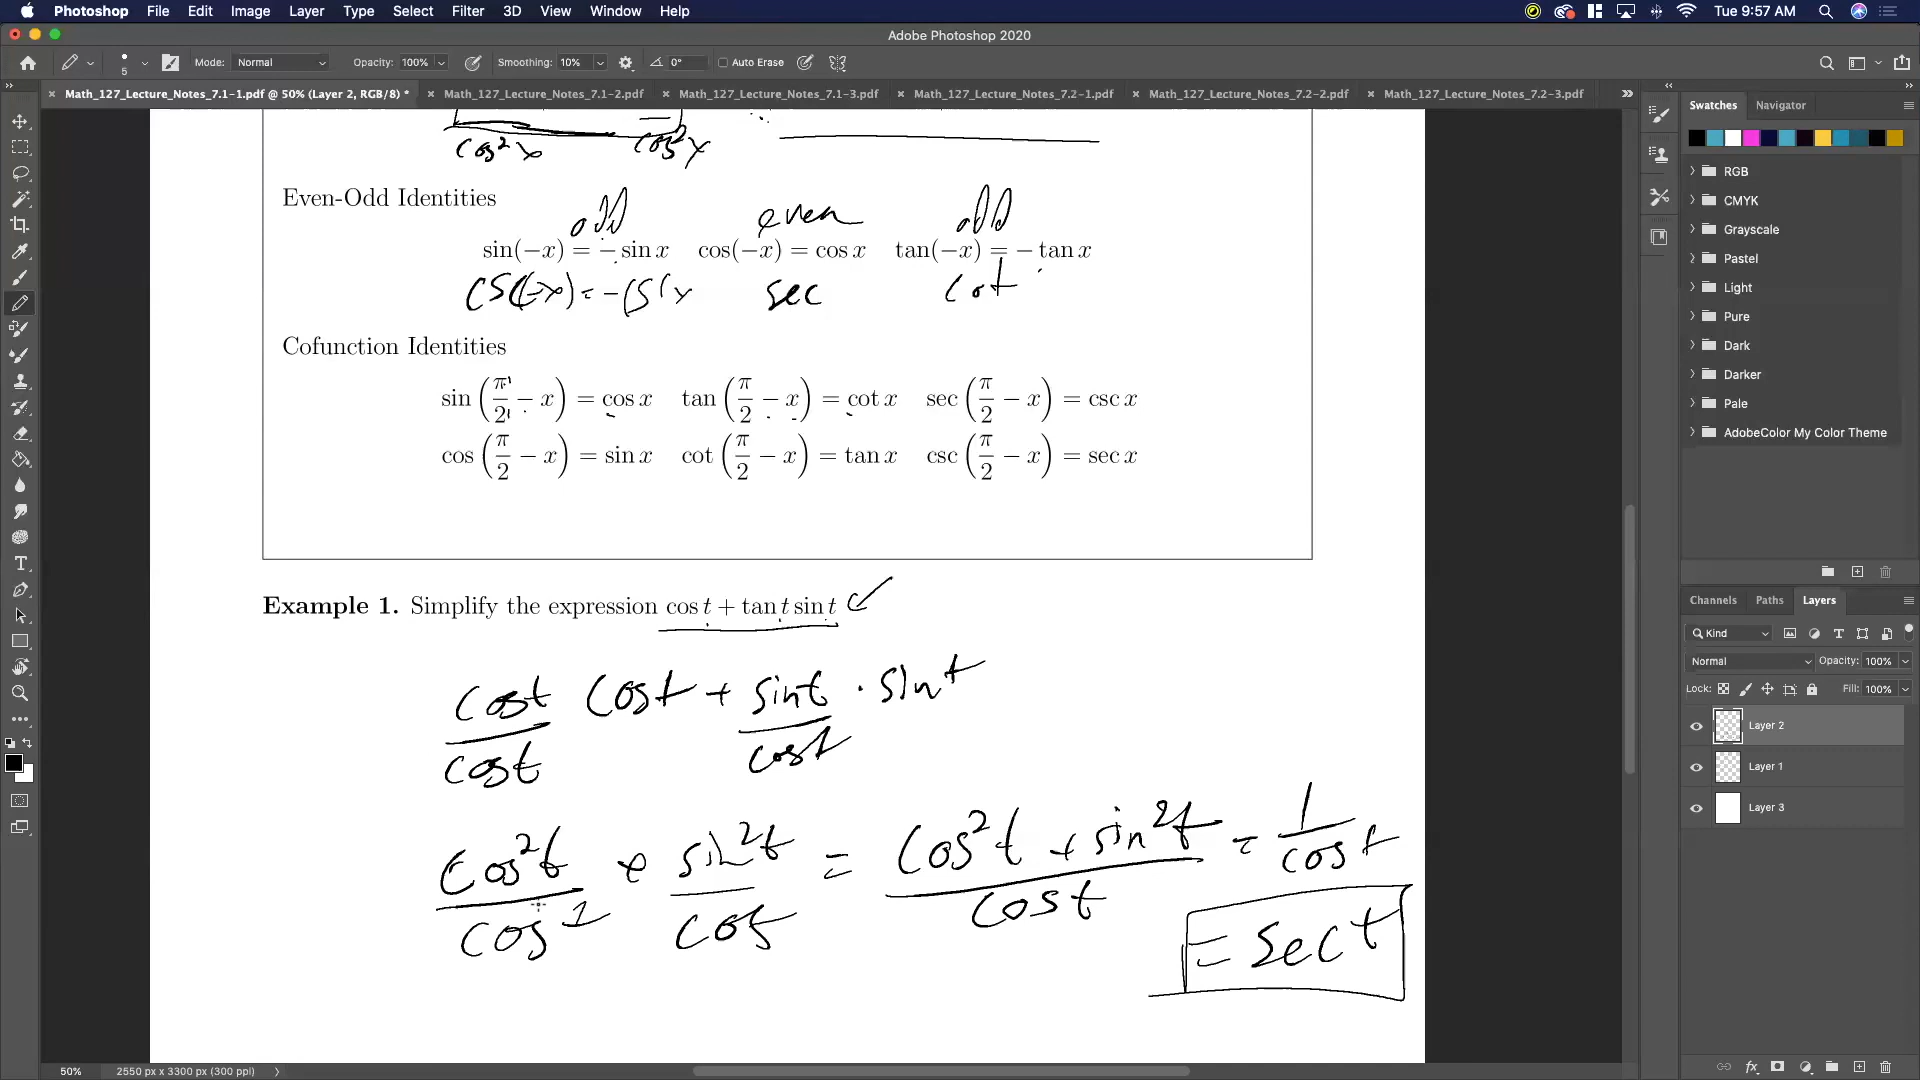 Photoshop File Edit Image Layer Type Select Filter 3D View Window Help Tue 9:57 AM
Adobe Photoshop 2020
5 Mode: Normal Opacity: 100% Smoothing: 10% 0° Auto Erase
Math_127_Lecture_Notes_7.1-1.pdf @ 50% (Layer 2, RGB/8) * Math_127_Lecture_Notes_7.1-2.pdf Math_127_Lecture_Notes_7.1-3.pdf Math_127_Lecture_Notes_7.2-1.pdf Math_127_Lecture_Notes_7.2-2.pdf Math_127_Lecture_Notes_7.2-3.pdf
cos²x cos²x
Even-Odd Identities
odd even odd
sin(−x) = − sin x cos(−x) = cos x tan(−x) = − tan x
csc(-x) = -csc x sec cot
Cofunction Identities
sin(π/2 − x) = cos x tan(π/2 − x) = cot x sec(π/2 − x) = csc x
cos(π/2 − x) = sin x cot(π/2 − x) = tan x csc(π/2 − x) = sec x
Example 1. Simplify the expression cos t + tan t sin t
cost/cost cost + sint/cost · sint
cos²t/cos + sin²t/cos = cos²t + sin²t/cost = 1/cost
= sect
Swatches Navigator
RGB
CMYK
Grayscale
Pastel
Light
Pure
Dark
Darker
Pale
AdobeColor My Color Theme
Channels Paths Layers
Kind
Normal Opacity: 100%
Lock: Fill: 100%
Layer 2
Layer 1
Layer 3
50% 2550 px x 3300 px (300 ppi)